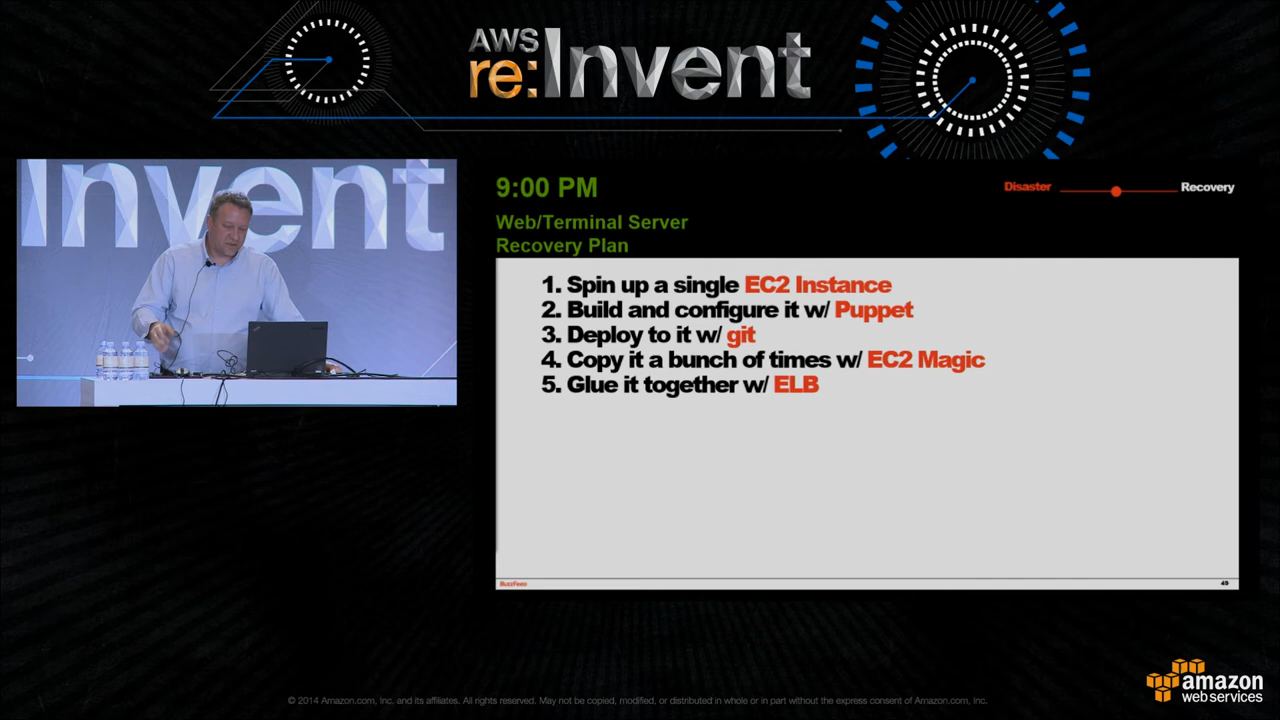 AWS
re:Invent
Invent
9:00 PM
Disaster
Recovery
Web/Terminal Server
Recovery Plan
1. Spin up a single EC2 Instance
2. Build and configure it w/ Puppet
3. Deploy to it w/ git
4. Copy it a bunch of times w/ EC2 Magic
5. Glue it together w/ ELB
BuzzFeed
49
© 2014 Amazon.com, Inc. and its affiliates. All rights reserved. May not be copied, modified, or distributed in whole or in part without the express consent of Amazon.com, Inc.
amazon
web services